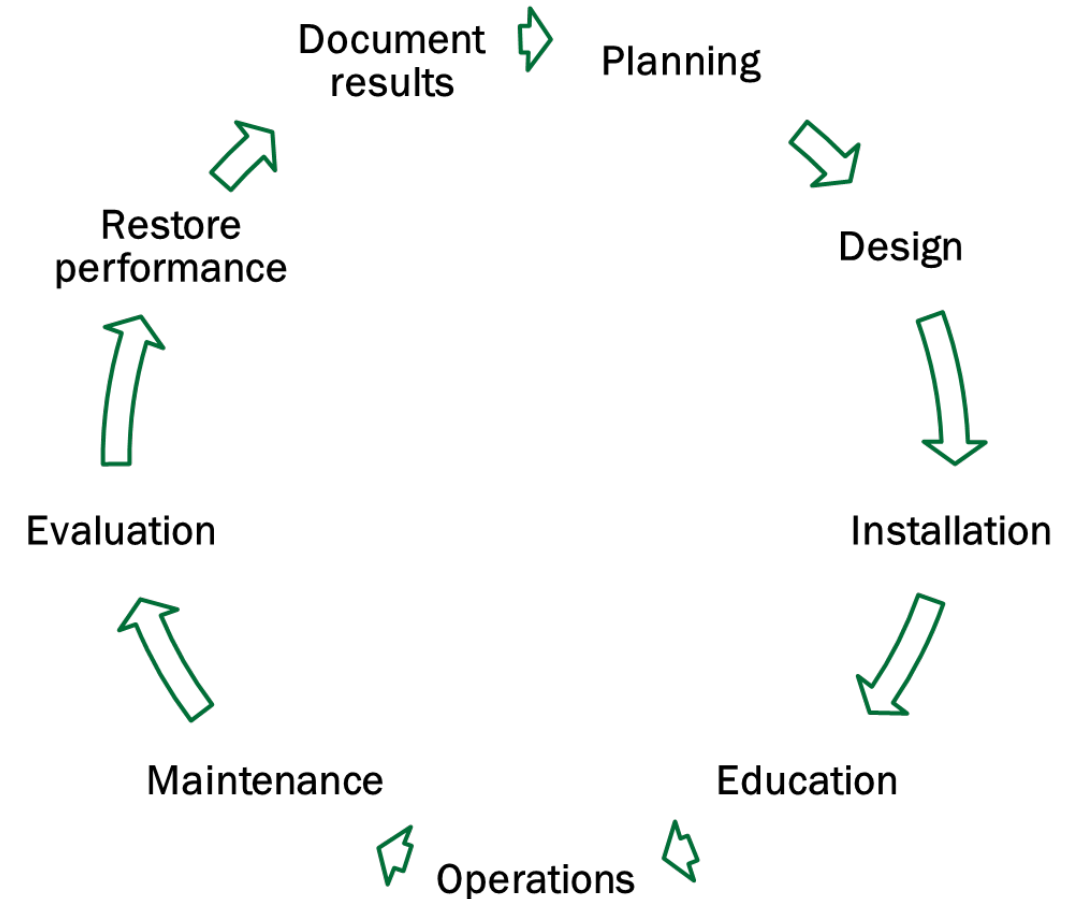 Document
results
Planning
Design
Installation
Education
Operations
Maintenance
Evaluation
Restore
performance